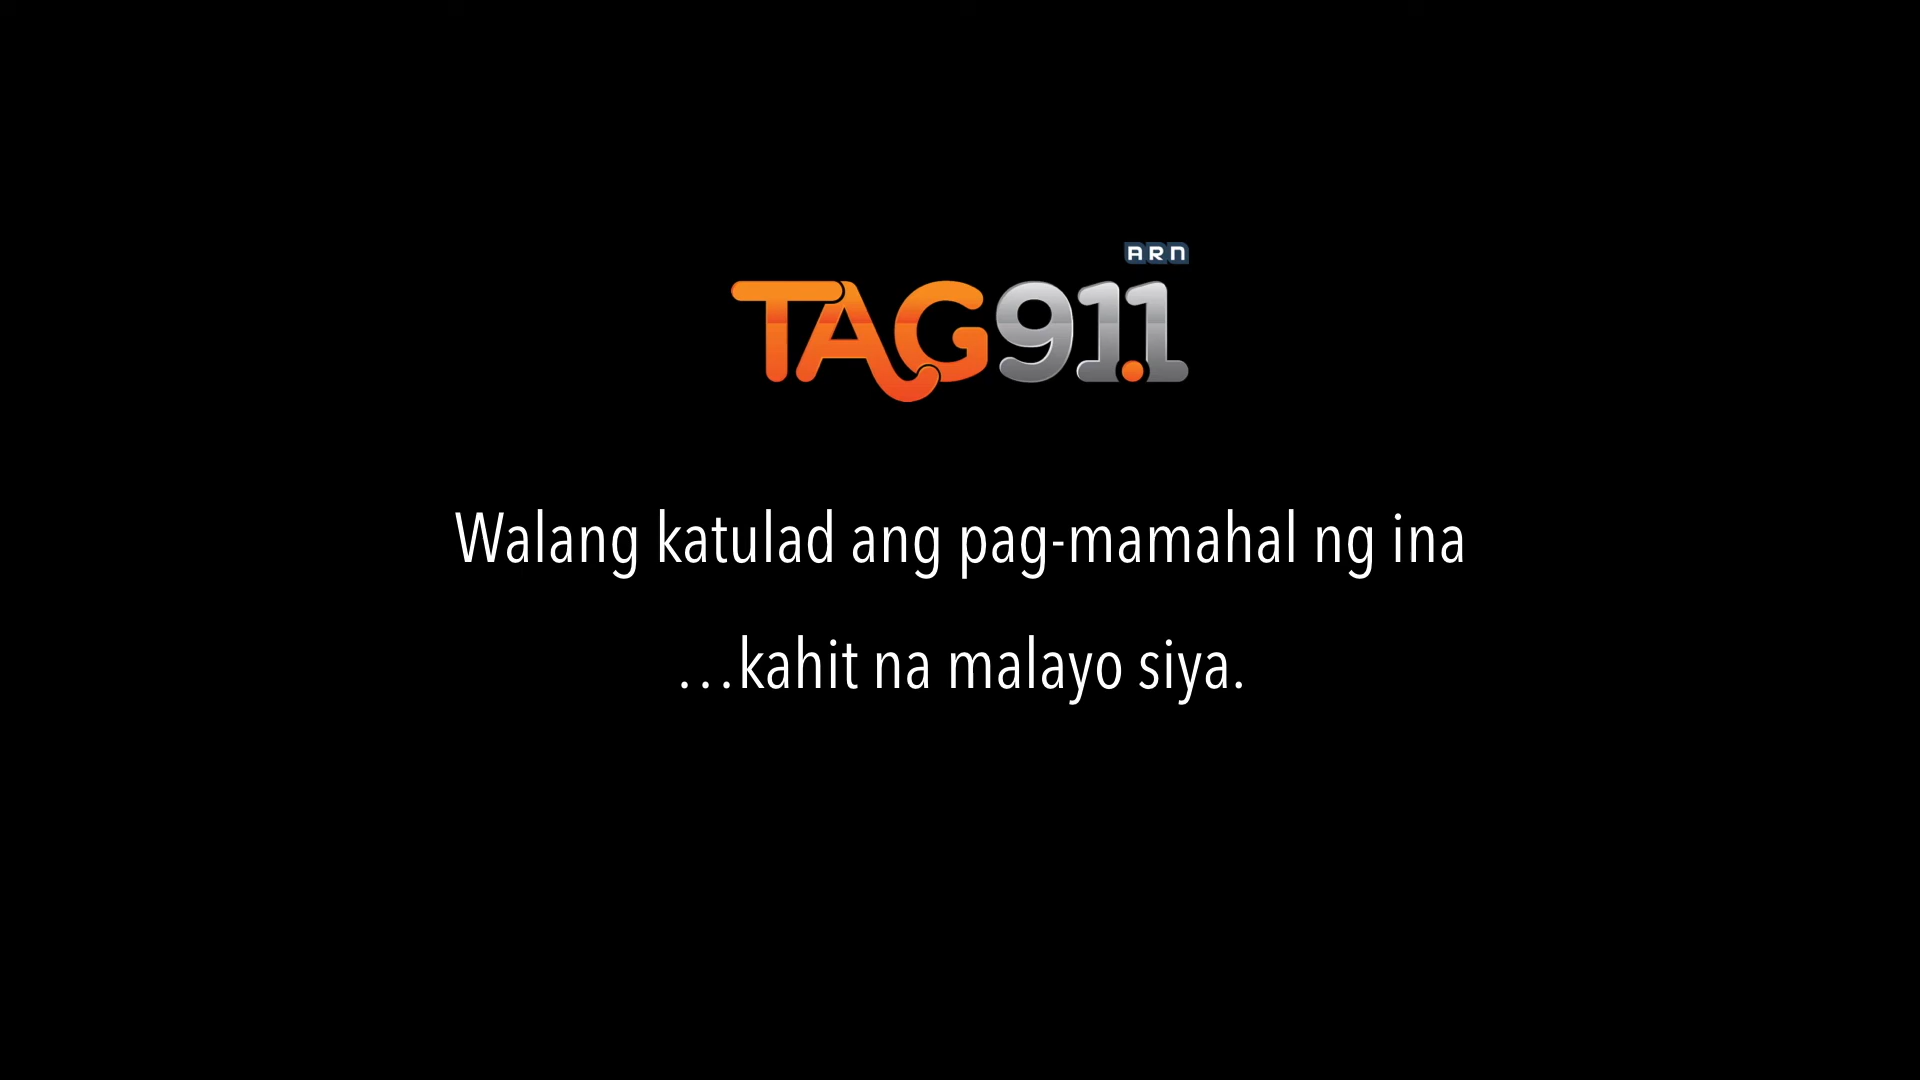 ARN
TAG91.1
Walang katulad ang pag-mamahal ng ina
...kahit na malayo siya.